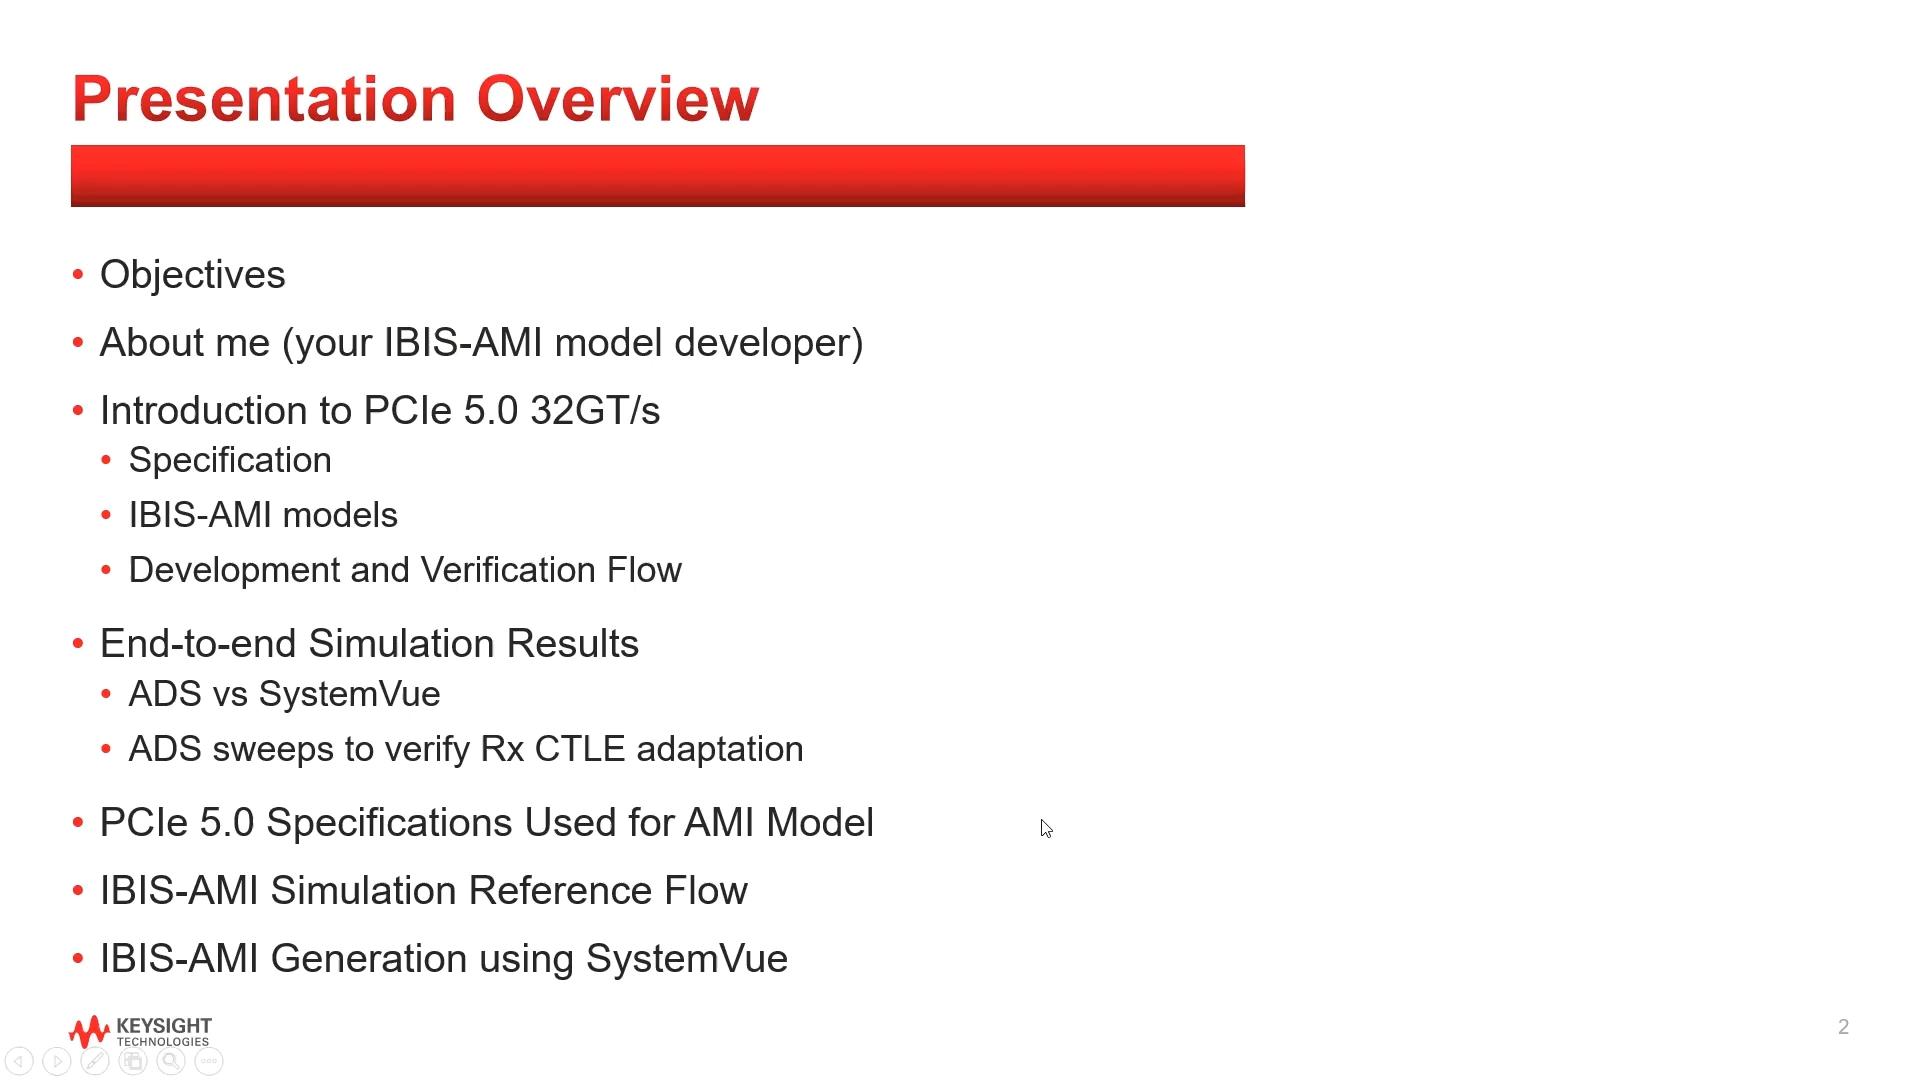 Presentation Overview
• Objectives
• About me (your IBIS-AMI model developer)
• Introduction to PCIe 5.0 32GT/s
• Specification
• IBIS-AMI models
• Development and Verification Flow
• End-to-end Simulation Results
• ADS vs SystemVue
• ADS sweeps to verify Rx CTLE adaptation
• PCIe 5.0 Specifications Used for AMI Model
• IBIS-AMI Simulation Reference Flow
• IBIS-AMI Generation using SystemVue
KEYSIGHT
TECHNOLOGIES
2